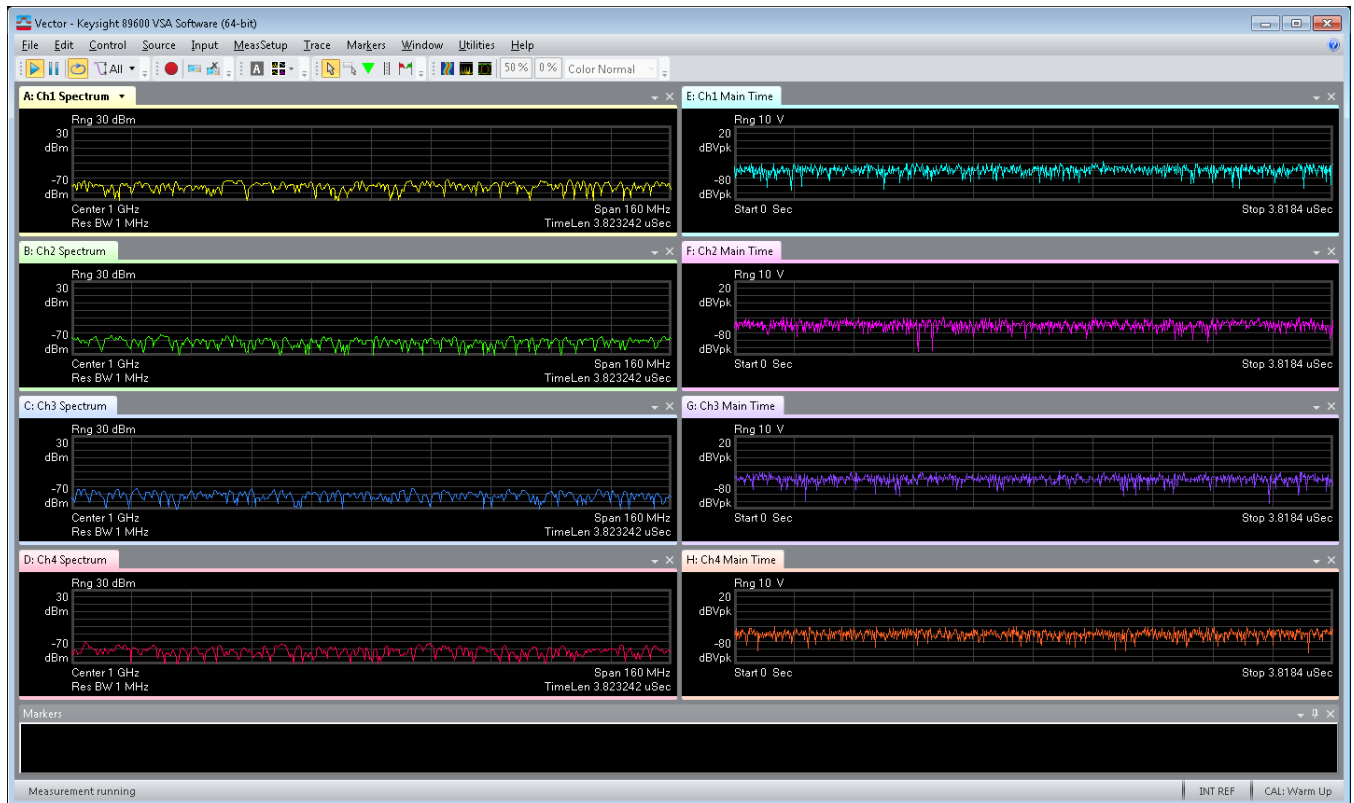 Vector - Keysight 89600 VSA Software (64-bit)
File Edit Control Source Input MeasSetup Trace Markers Window Utilities Help
All A 50% 0% Color Normal
A: Ch1 Spectrum
Rng 30 dBm
30
dBm
-70
dBm
Center 1 GHz Span 160 MHz
Res BW 1 MHz TimeLen 3.823242 uSec
E: Ch1 Main Time
Rng 10 V
20
dBVpk
-80
dBVpk
Start 0 Sec Stop 3.8184 uSec
B: Ch2 Spectrum
Rng 30 dBm
30
dBm
-70
dBm
Center 1 GHz Span 160 MHz
Res BW 1 MHz TimeLen 3.823242 uSec
F: Ch2 Main Time
Rng 10 V
20
dBVpk
-80
dBVpk
Start 0 Sec Stop 3.8184 uSec
C: Ch3 Spectrum
Rng 30 dBm
30
dBm
-70
dBm
Center 1 GHz Span 160 MHz
Res BW 1 MHz TimeLen 3.823242 uSec
G: Ch3 Main Time
Rng 10 V
20
dBVpk
-80
dBVpk
Start 0 Sec Stop 3.8184 uSec
D: Ch4 Spectrum
Rng 30 dBm
30
dBm
-70
dBm
Center 1 GHz Span 160 MHz
Res BW 1 MHz TimeLen 3.823242 uSec
H: Ch4 Main Time
Rng 10 V
20
dBVpk
-80
dBVpk
Start 0 Sec Stop 3.8184 uSec
Markers
Measurement running INT REF CAL: Warm Up